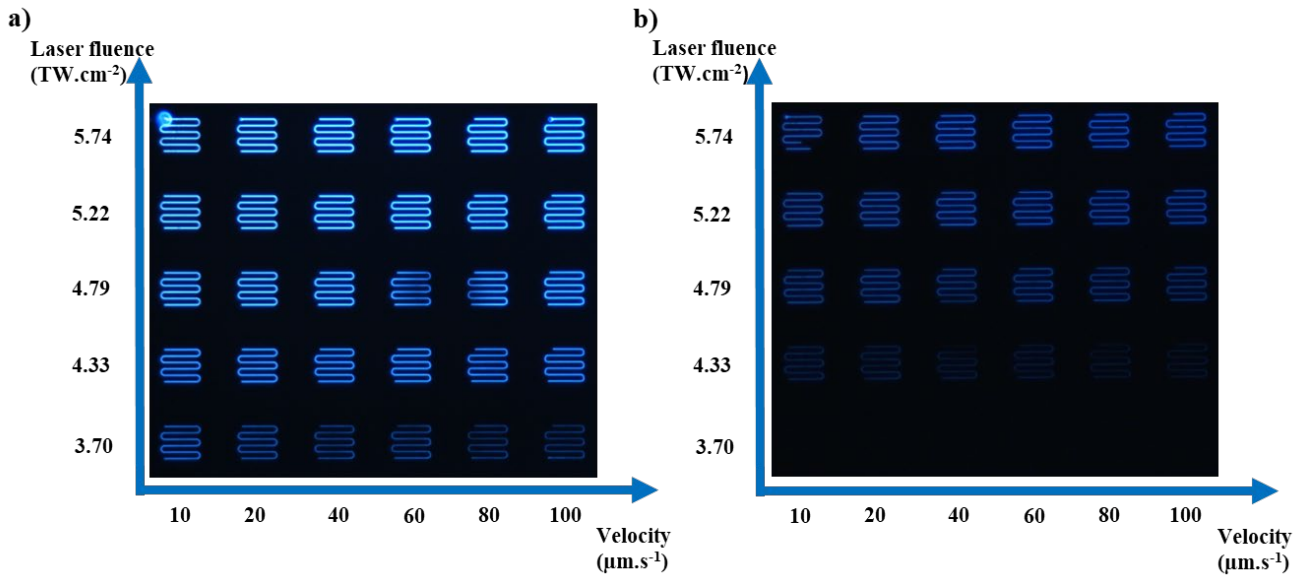 a)
Laser fluence
(TW.cm-2)
5.74
5.22
4.79
4.33
3.70
10 20 40 60 80 100
Velocity
(µm.s-1)
b)
Laser fluence
(TW.cm-2)
5.74
5.22
4.79
4.33
3.70
10 20 40 60 80 100
Velocity
(µm.s-1)